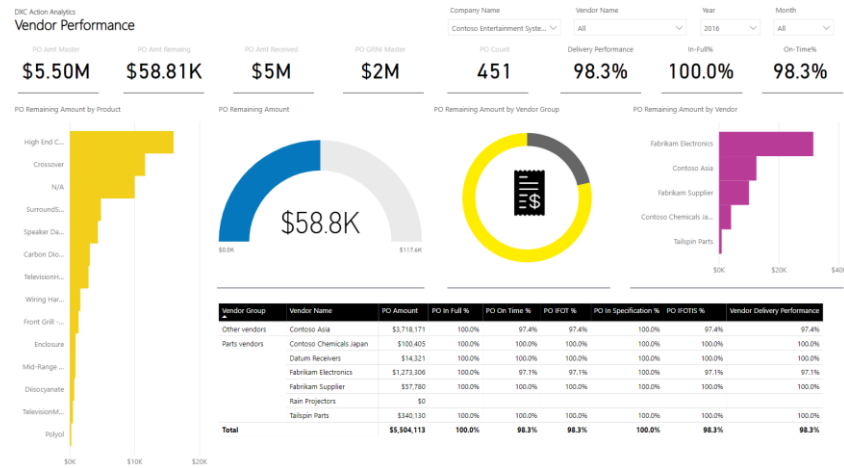 DXC Action Analytics
Vendor Performance
Company Name
Contoso Entertainment Syste...
Vendor Name
All
Year
2016
Month
All
PO Amt Master
$5.50M
PO Amt Remaing
$58.81K
PO Amt Received
$5M
PO GRNI Master
$2M
PO Count
451
Delivery Performance
98.3%
In-Full%
100.0%
On-Time%
98.3%
PO Remaining Amount by Product
High End C...
Crossover
N/A
SurroundS...
Speaker Da...
Carbon Dio...
TelevisionH...
Wiring Har...
Front Grill -...
Enclosure
Mid-Range ...
Diisocyanate
TelevisionM...
Polyol
$0K $10K $20K
PO Remaining Amount
$58.8K
$0.0K $117.6K
PO Remaining Amount by Vendor Group
$
PO Remaining Amount by Vendor
Fabrikam Electronics
Contoso Asia
Fabrikam Supplier
Contoso Chemicals Ja...
Tailspin Parts
$0K $20K $40K
Vendor Group Vendor Name PO Amount PO In Full % PO On Time % PO IFOT % PO In Specification % PO IFOTIS % Vendor Delivery Performance
Other vendors Contoso Asia $3,718,171 100.0% 97.4% 97.4% 100.0% 97.4% 97.4%
Parts vendors Contoso Chemicals Japan $100,405 100.0% 100.0% 100.0% 100.0% 100.0% 100.0%
Datum Receivers $14,321 100.0% 100.0% 100.0% 100.0% 100.0% 100.0%
Fabrikam Electronics $1,273,306 100.0% 97.1% 97.1% 100.0% 97.1% 97.1%
Fabrikam Supplier $57,780 100.0% 100.0% 100.0% 100.0% 100.0% 100.0%
Rain Projectors $0
Tailspin Parts $340,130 100.0% 100.0% 100.0% 100.0% 100.0% 100.0%
Total $5,504,113 100.0% 98.3% 98.3% 100.0% 98.3% 98.3%